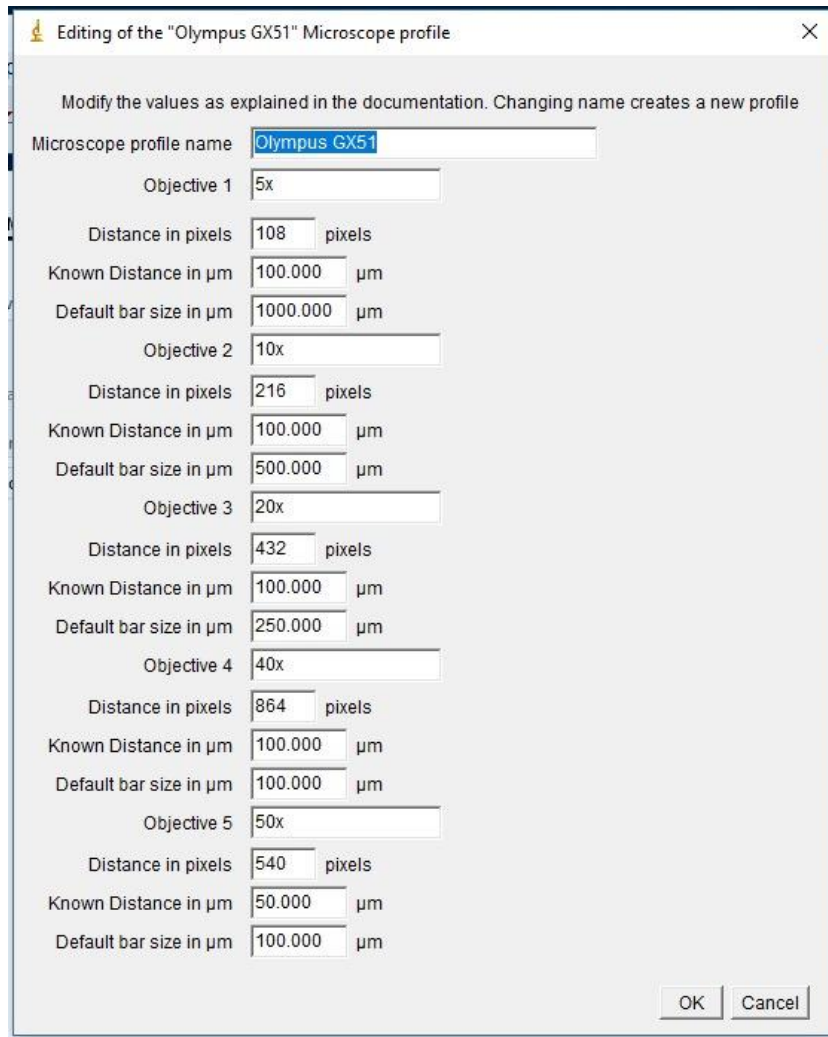 Editing of the "Olympus GX51" Microscope profile
Modify the values as explained in the documentation. Changing name creates a new profile
Microscope profile name Olympus GX51
Objective 1 5x
Distance in pixels 108 pixels
Known Distance in µm 100.000 µm
Default bar size in µm 1000.000 µm
Objective 2 10x
Distance in pixels 216 pixels
Known Distance in µm 100.000 µm
Default bar size in µm 500.000 µm
Objective 3 20x
Distance in pixels 432 pixels
Known Distance in µm 100.000 µm
Default bar size in µm 250.000 µm
Objective 4 40x
Distance in pixels 864 pixels
Known Distance in µm 100.000 µm
Default bar size in µm 100.000 µm
Objective 5 50x
Distance in pixels 540 pixels
Known Distance in µm 50.000 µm
Default bar size in µm 100.000 µm
OK Cancel